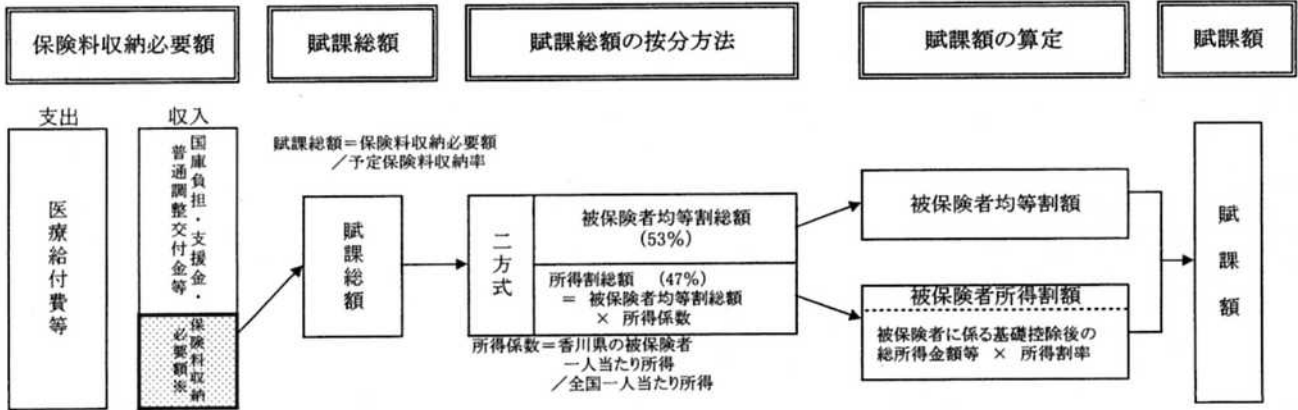 保険料収納必要額
賦課総額
賦課総額の按分方法
賦課額の算定
賦課額
支出
収入
医療給付費等
国庫負担・支援金・
普通調整交付金等
保険料収納
必要額※
賦課総額＝保険料収納必要額
／予定保険料収納率
賦課総額
二方式
被保険者均等割総額
(53%)
所得割総額 (47%)
＝ 被保険者均等割総額
× 所得係数
所得係数＝香川県の被保険者
一人当たり所得
／全国一人当たり所得
被保険者均等割額
被保険者所得割額
被保険者に係る基礎控除後の
総所得金額等 × 所得割率
賦課額